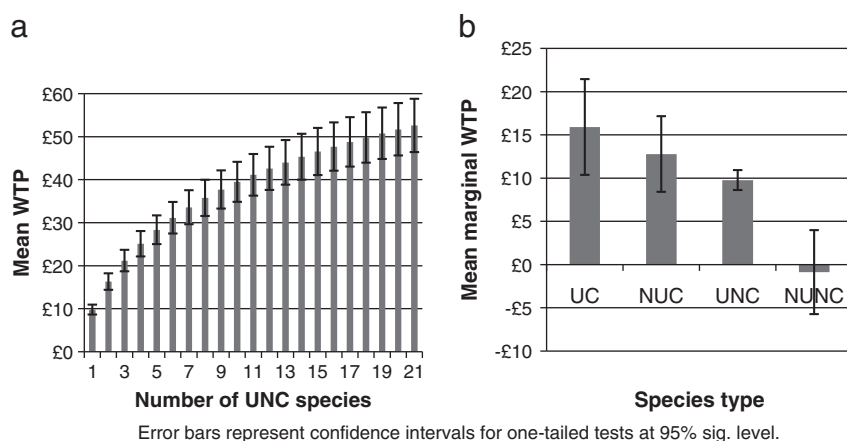 a
£60
£50
£40
£30
£20
£10
£0
Mean WTP
1 3 5 7 9 11 13 15 17 19 21
Number of UNC species
b
£25
£20
£15
£10
£5
£0
-£5
-£10
Mean marginal WTP
UC NUC UNC NUNC
Species type
Error bars represent confidence intervals for one-tailed tests at 95% sig. level.